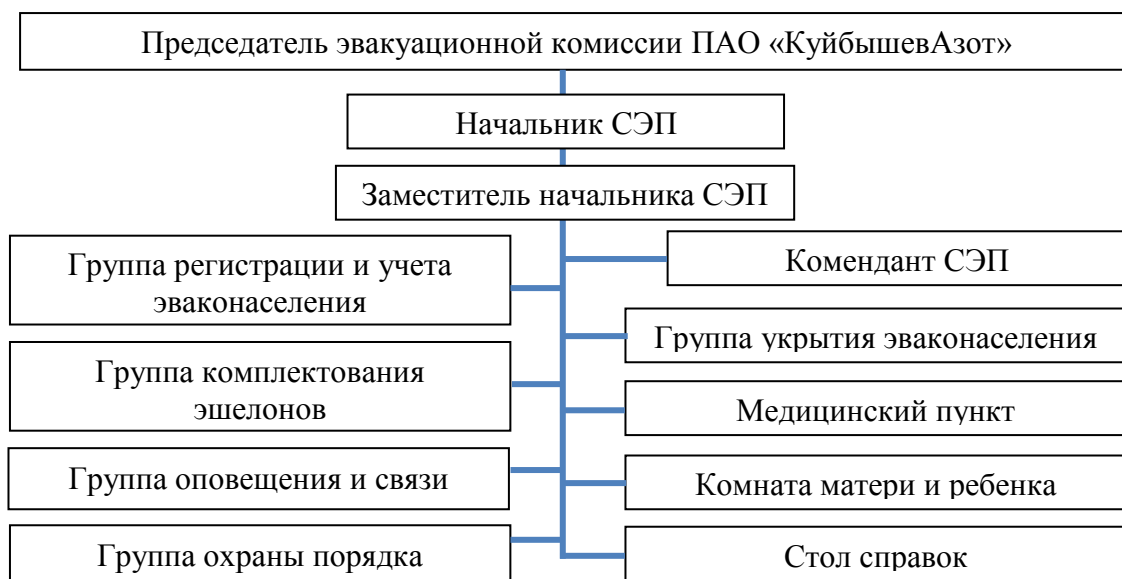 Председатель эвакуационной комиссии ПАО «КуйбышевАзот»
Начальник СЭП
Заместитель начальника СЭП
Группа регистрации и учета
эваконаселения
Группа комплектования
эшелонов
Группа оповещения и связи
Группа охраны порядка
Комендант СЭП
Группа укрытия эваконаселения
Медицинский пункт
Комната матери и ребенка
Стол справок